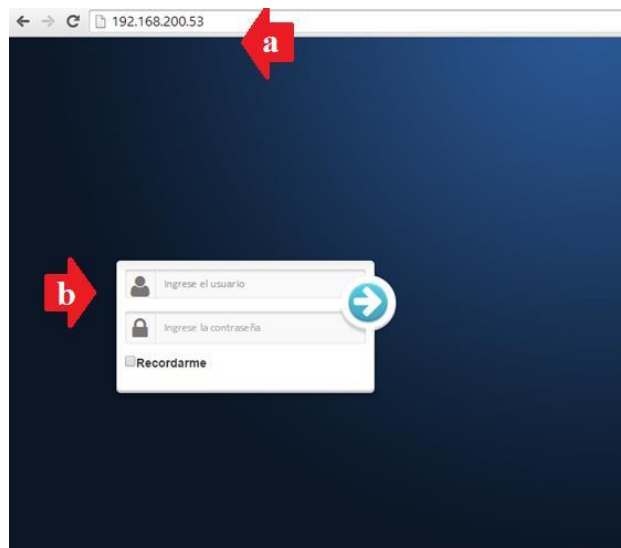 192.168.200.53
a
b
Ingrese el usuario
Ingrese la contraseña
Recordarme